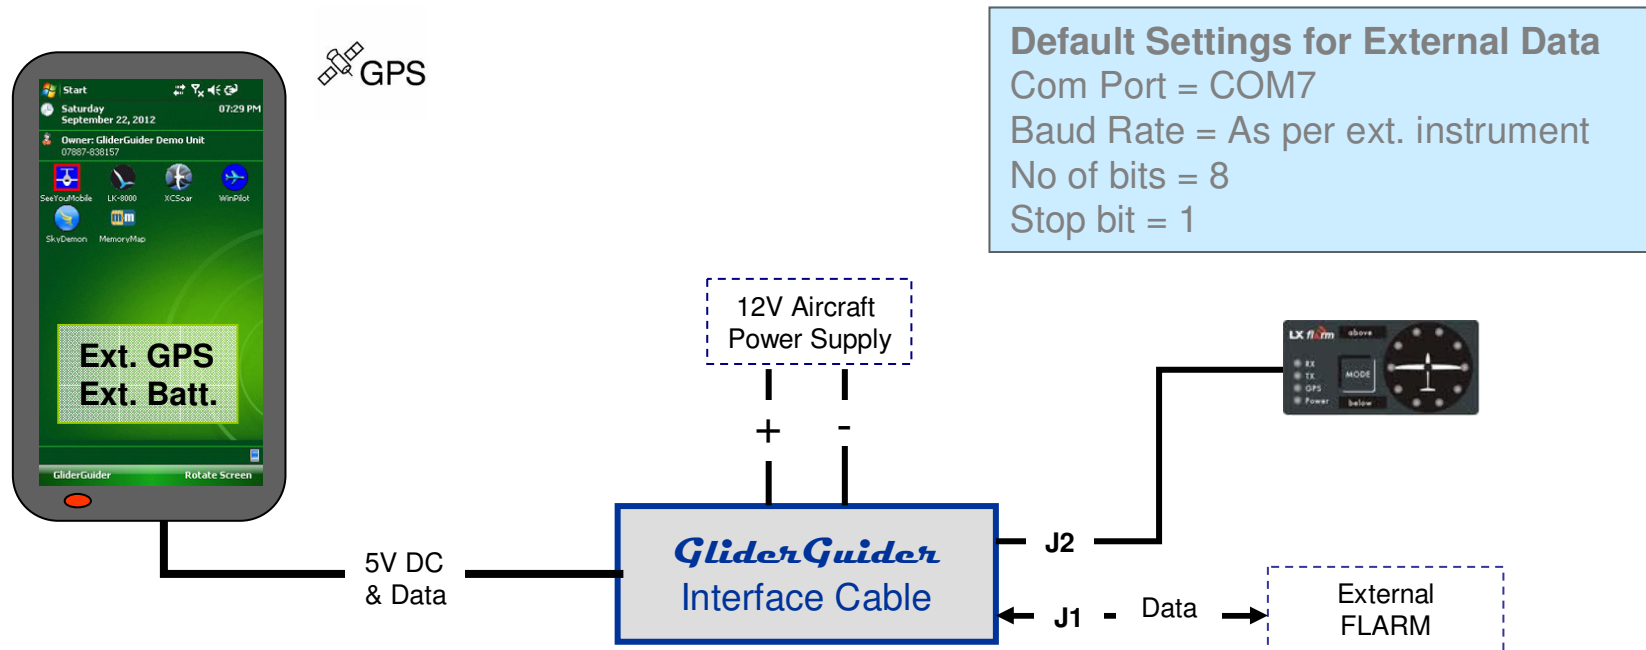 GPS
Default Settings for External Data
Com Port = COM7
Baud Rate = As per ext. instrument
No of bits = 8
Stop bit = 1
Start
Saturday 07:29 PM
September 22, 2012
Owner: GliderGuider Demo Unit
07887-838157
SeeYouMobile LK-8000 XCSoar WinPilot
SkyDemon MemoryMap
Ext. GPS
Ext. Batt.
GliderGuider Rotate Screen
12V Aircraft
Power Supply
+ -
LX flarm above
RX
TX
MODE
GPS
Power below
5V DC
& Data
GliderGuider
Interface Cable
J2
J1 - Data
External
FLARM